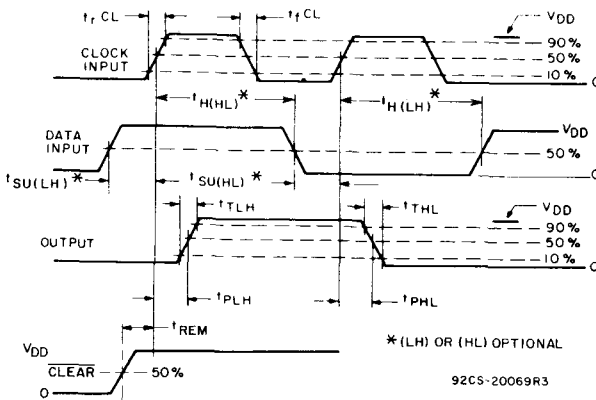 t_r CL
t_f CL
CLOCK INPUT
V_DD
90%
50%
10%
0
t_H(HL)*
t_H(LH)*
DATA INPUT
V_DD
50%
0
t_SU(LH)*
t_SU(HL)*
t_TLH
t_THL
OUTPUT
V_DD
90%
50%
10%
0
t_PLH
t_PHL
t_REM
V_DD
CLEAR
50%
0
*(LH) OR (HL) OPTIONAL
92CS-20069R3